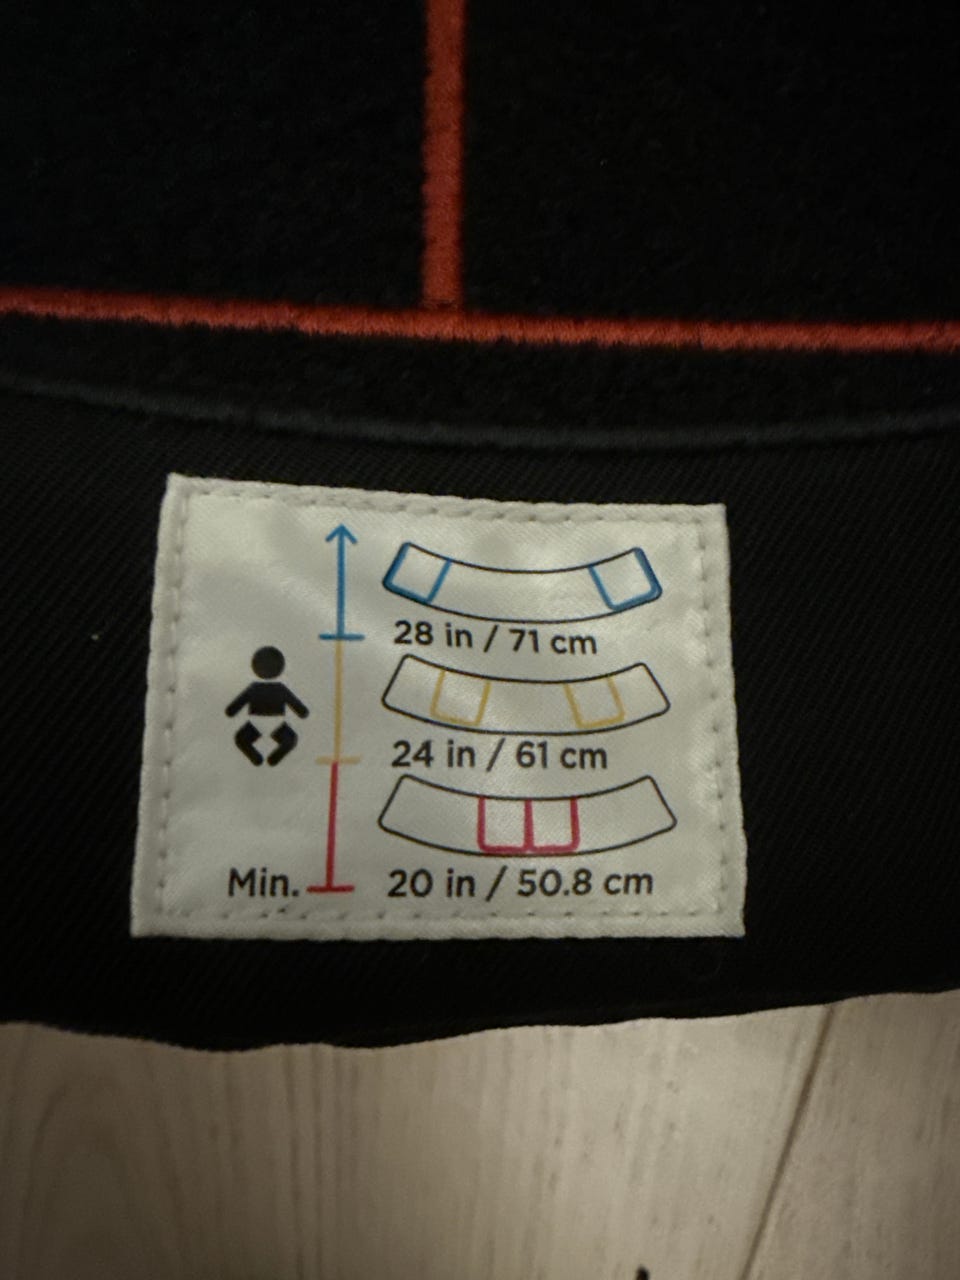 28 in / 71 cm
24 in / 61 cm
Min. 20 in / 50.8 cm